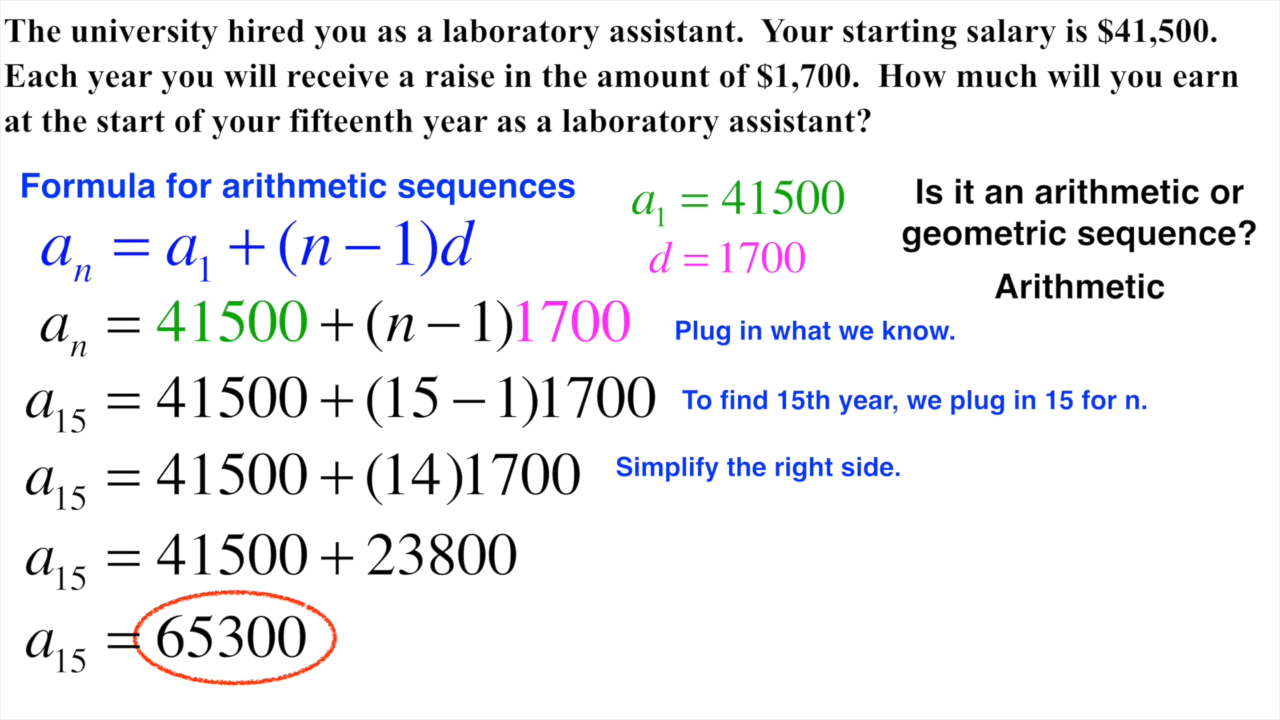 The university hired you as a laboratory assistant.  Your starting salary is $41,500.
Each year you will receive a raise in the amount of $1,700.  How much will you earn
at the start of your fifteenth year as a laboratory assistant?
Formula for arithmetic sequences
aₙ = a₁ + (n − 1)d
a₁ = 41500
d = 1700
Is it an arithmetic or
geometric sequence?
Arithmetic
aₙ = 41500 + (n − 1)1700
Plug in what we know.
a₁₅ = 41500 + (15 − 1)1700
To find 15th year, we plug in 15 for n.
a₁₅ = 41500 + (14)1700
Simplify the right side.
a₁₅ = 41500 + 23800
a₁₅ = 65300